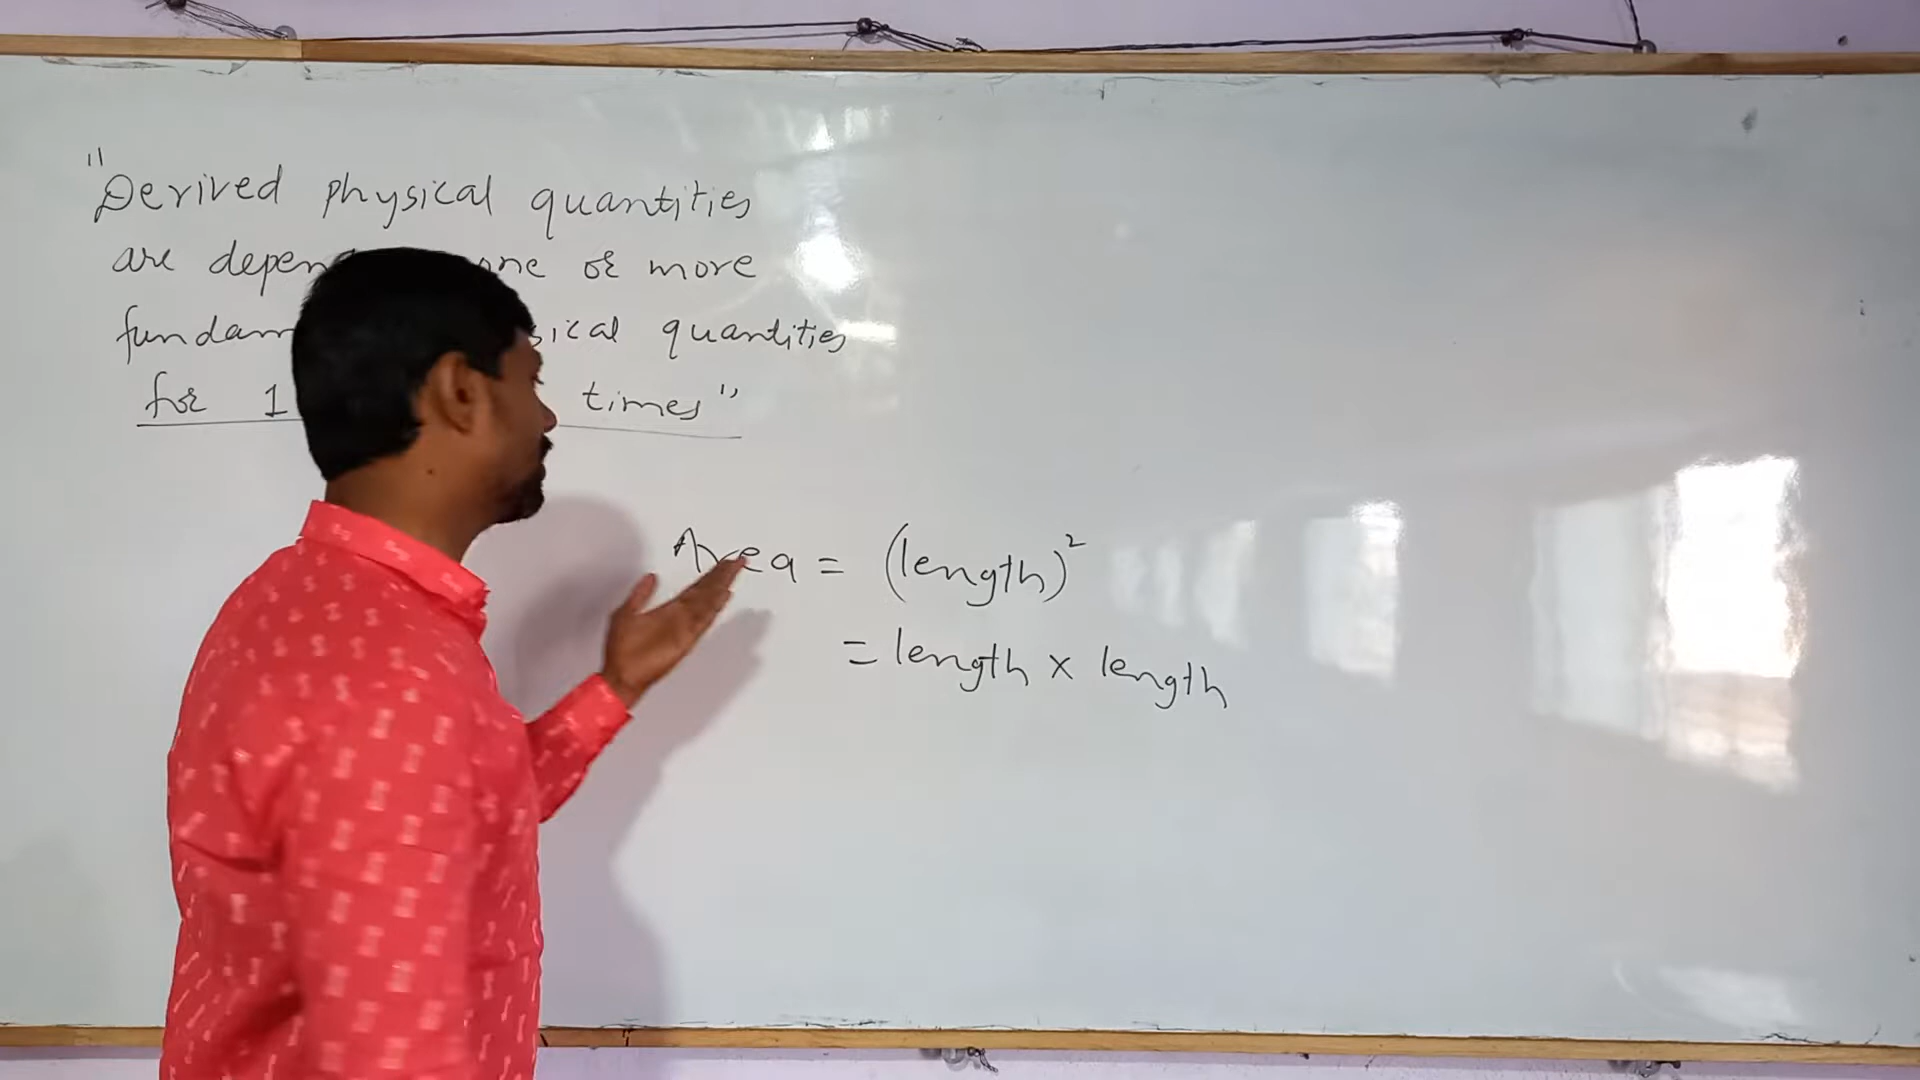 "Derived physical quantities
are depen one or more
fundam sical quantities
for 1 times"
Area = (length)²
= length × length